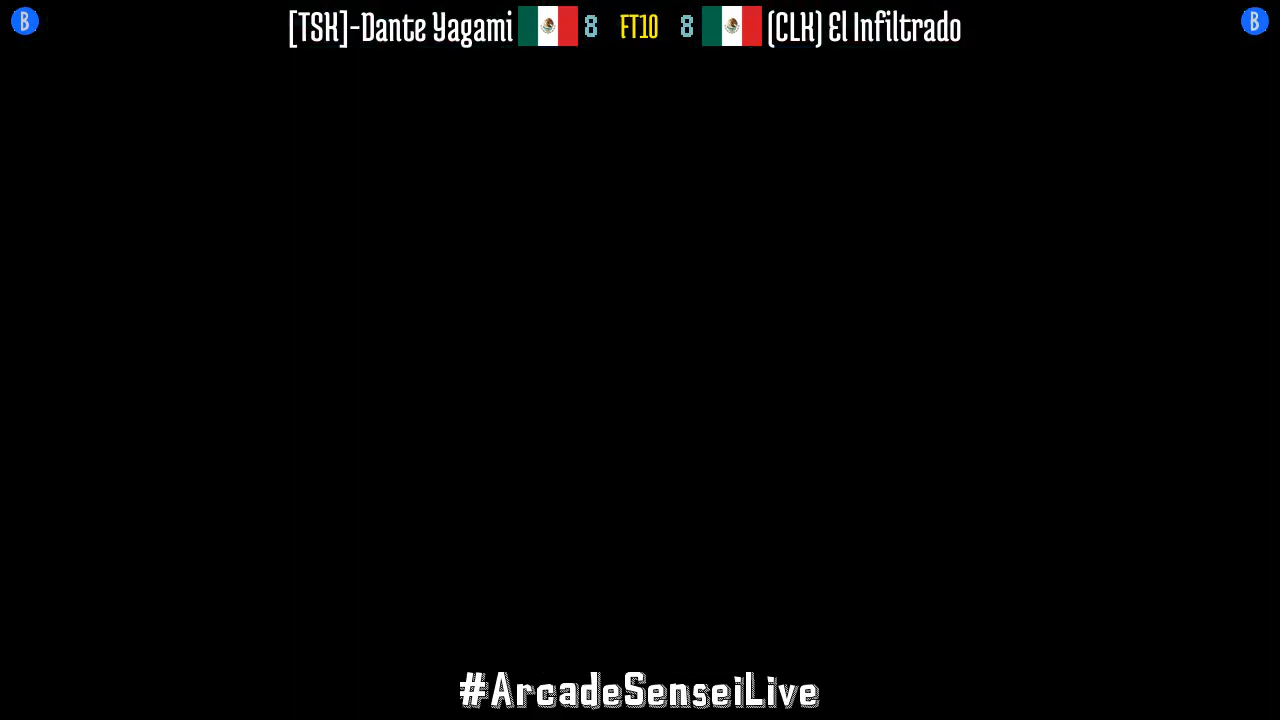 B [TSK]-Dante Yagami 8 FT10 8 (CLK) El Infiltrado B
#ArcadeSenseiLive